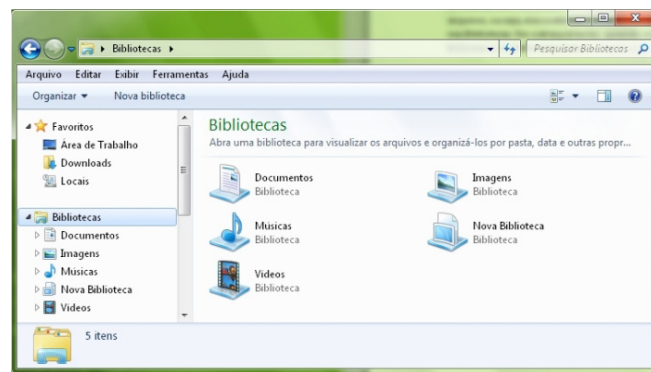 Bibliotecas
Pesquisar Bibliotecas
Arquivo Editar Exibir Ferramentas Ajuda
Organizar Nova biblioteca
Favoritos
Área de Trabalho
Downloads
Locais
Bibliotecas
Documentos
Imagens
Músicas
Nova Biblioteca
Vídeos
Bibliotecas
Abra uma biblioteca para visualizar os arquivos e organizá-los por pasta, data e outras propr...
Documentos
Biblioteca
Imagens
Biblioteca
Músicas
Biblioteca
Nova Biblioteca
Biblioteca
Vídeos
Biblioteca
5 itens